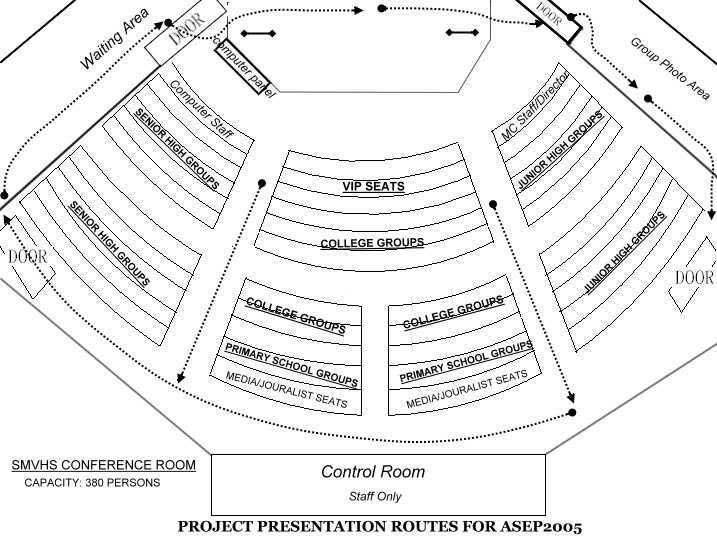 Waiting Area
DOOR
DOOR
computer panel
Group Photo Area
Computer Staff
MC Staff/Director
SENIOR HIGH GROUPS
JUNIOR HIGH GROUPS
VIP SEATS
SENIOR HIGH GROUPS
COLLEGE GROUPS
JUNIOR HIGH GROUPS
DOOR
DOOR
COLLEGE GROUPS
COLLEGE GROUPS
PRIMARY SCHOOL GROUPS
PRIMARY SCHOOL GROUPS
MEDIA/JOURALIST SEATS
MEDIA/JOURALIST SEATS
SMVHS CONFERENCE ROOM
CAPACITY: 380 PERSONS
Control Room
Staff Only
PROJECT PRESENTATION ROUTES FOR ASEP2005